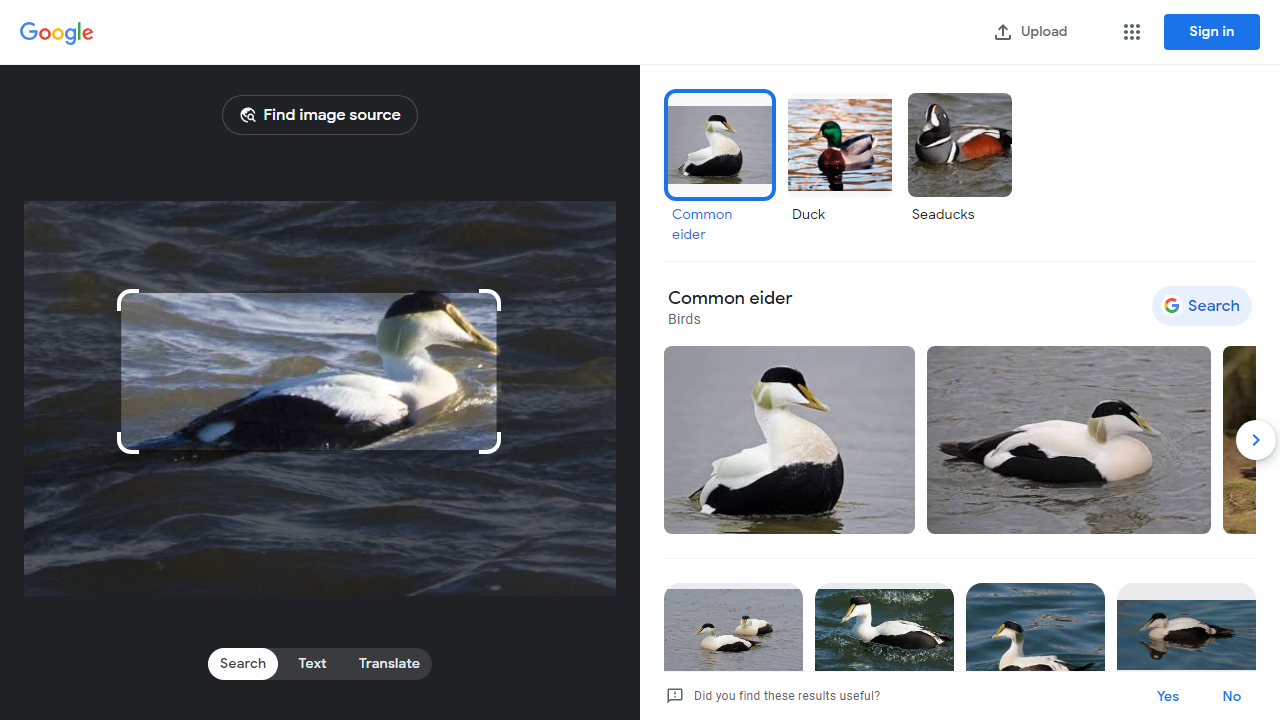 Google
Upload
Sign in
Find image source
Common
eider
Duck
Seaducks
Common eider
Birds
Search
Search
Text
Translate
Did you find these results useful?
Yes
No